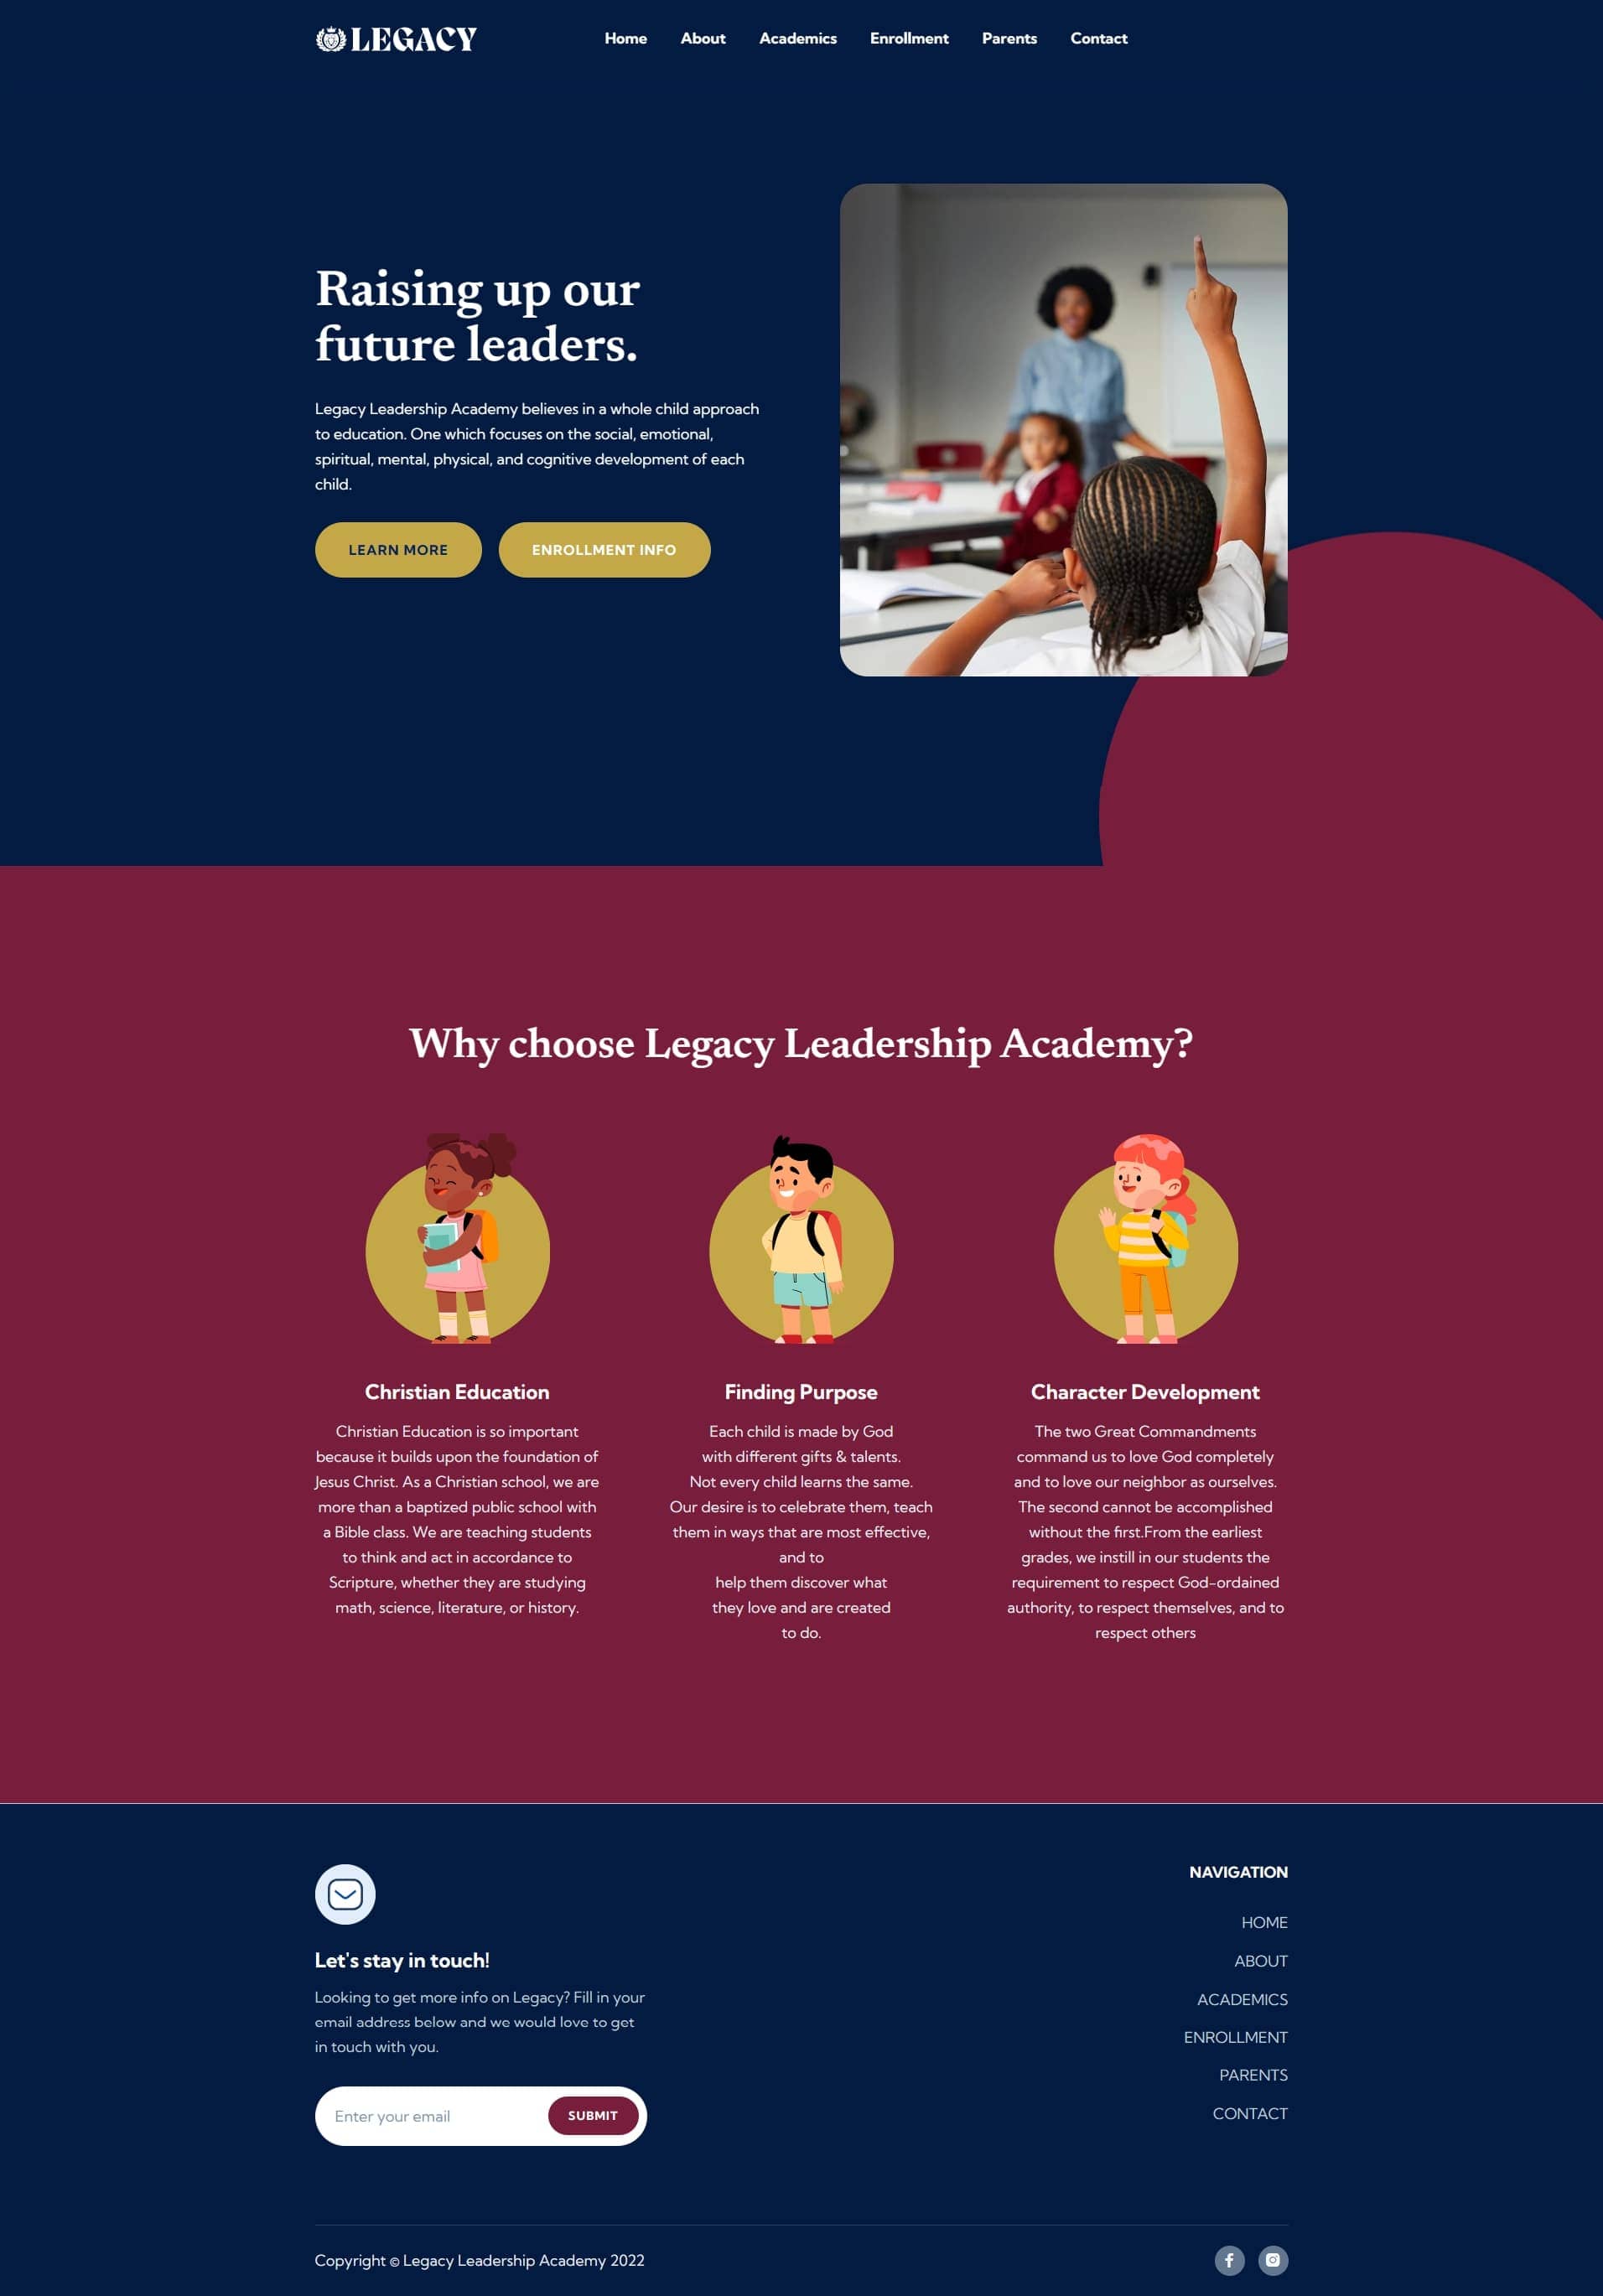 LEGACY
Home About Academics Enrollment Parents Contact
Raising up our
future leaders.
Legacy Leadership Academy believes in a whole child approach
to education. One which focuses on the social, emotional,
spiritual, mental, physical, and cognitive development of each
child.
LEARN MORE ENROLLMENT INFO
Why choose Legacy Leadership Academy?
Christian Education
Christian Education is so important
because it builds upon the foundation of
Jesus Christ. As a Christian school, we are
more than a baptized public school with
a Bible class. We are teaching students
to think and act in accordance to
Scripture, whether they are studying
math, science, literature, or history.
Finding Purpose
Each child is made by God
with different gifts & talents.
Not every child learns the same.
Our desire is to celebrate them, teach
them in ways that are most effective,
and to
help them discover what
they love and are created
to do.
Character Development
The two Great Commandments
command us to love God completely
and to love our neighbor as ourselves.
The second cannot be accomplished
without the first.From the earliest
grades, we instill in our students the
requirement to respect God-ordained
authority, to respect themselves, and to
respect others
Let's stay in touch!
Looking to get more info on Legacy? Fill in your
email address below and we would love to get
in touch with you.
Enter your email SUBMIT
NAVIGATION
HOME
ABOUT
ACADEMICS
ENROLLMENT
PARENTS
CONTACT
Copyright © Legacy Leadership Academy 2022